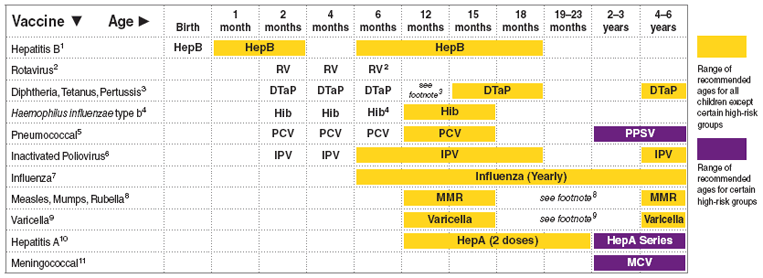 Vaccine ▼ Age ► Birth 1 month 2 months 4 months 6 months 12 months 15 months 18 months 19–23 months 2–3 years 4–6 years
Hepatitis B¹ HepB HepB HepB
Rotavirus² RV RV RV²
Diphtheria, Tetanus, Pertussis³ DTaP DTaP DTaP see footnote³ DTaP DTaP
Haemophilus influenzae type b⁴ Hib Hib Hib⁴ Hib
Pneumococcal⁵ PCV PCV PCV PCV PPSV
Inactivated Poliovirus⁶ IPV IPV IPV IPV
Influenza⁷ Influenza (Yearly)
Measles, Mumps, Rubella⁸ MMR see footnote⁸ MMR
Varicella⁹ Varicella see footnote⁹ Varicella
Hepatitis A¹⁰ HepA (2 doses) HepA Series
Meningococcal¹¹ MCV
Range of
recommended
ages for all
children except
certain high-risk
groups
Range of
recommended
ages for certain
high-risk groups